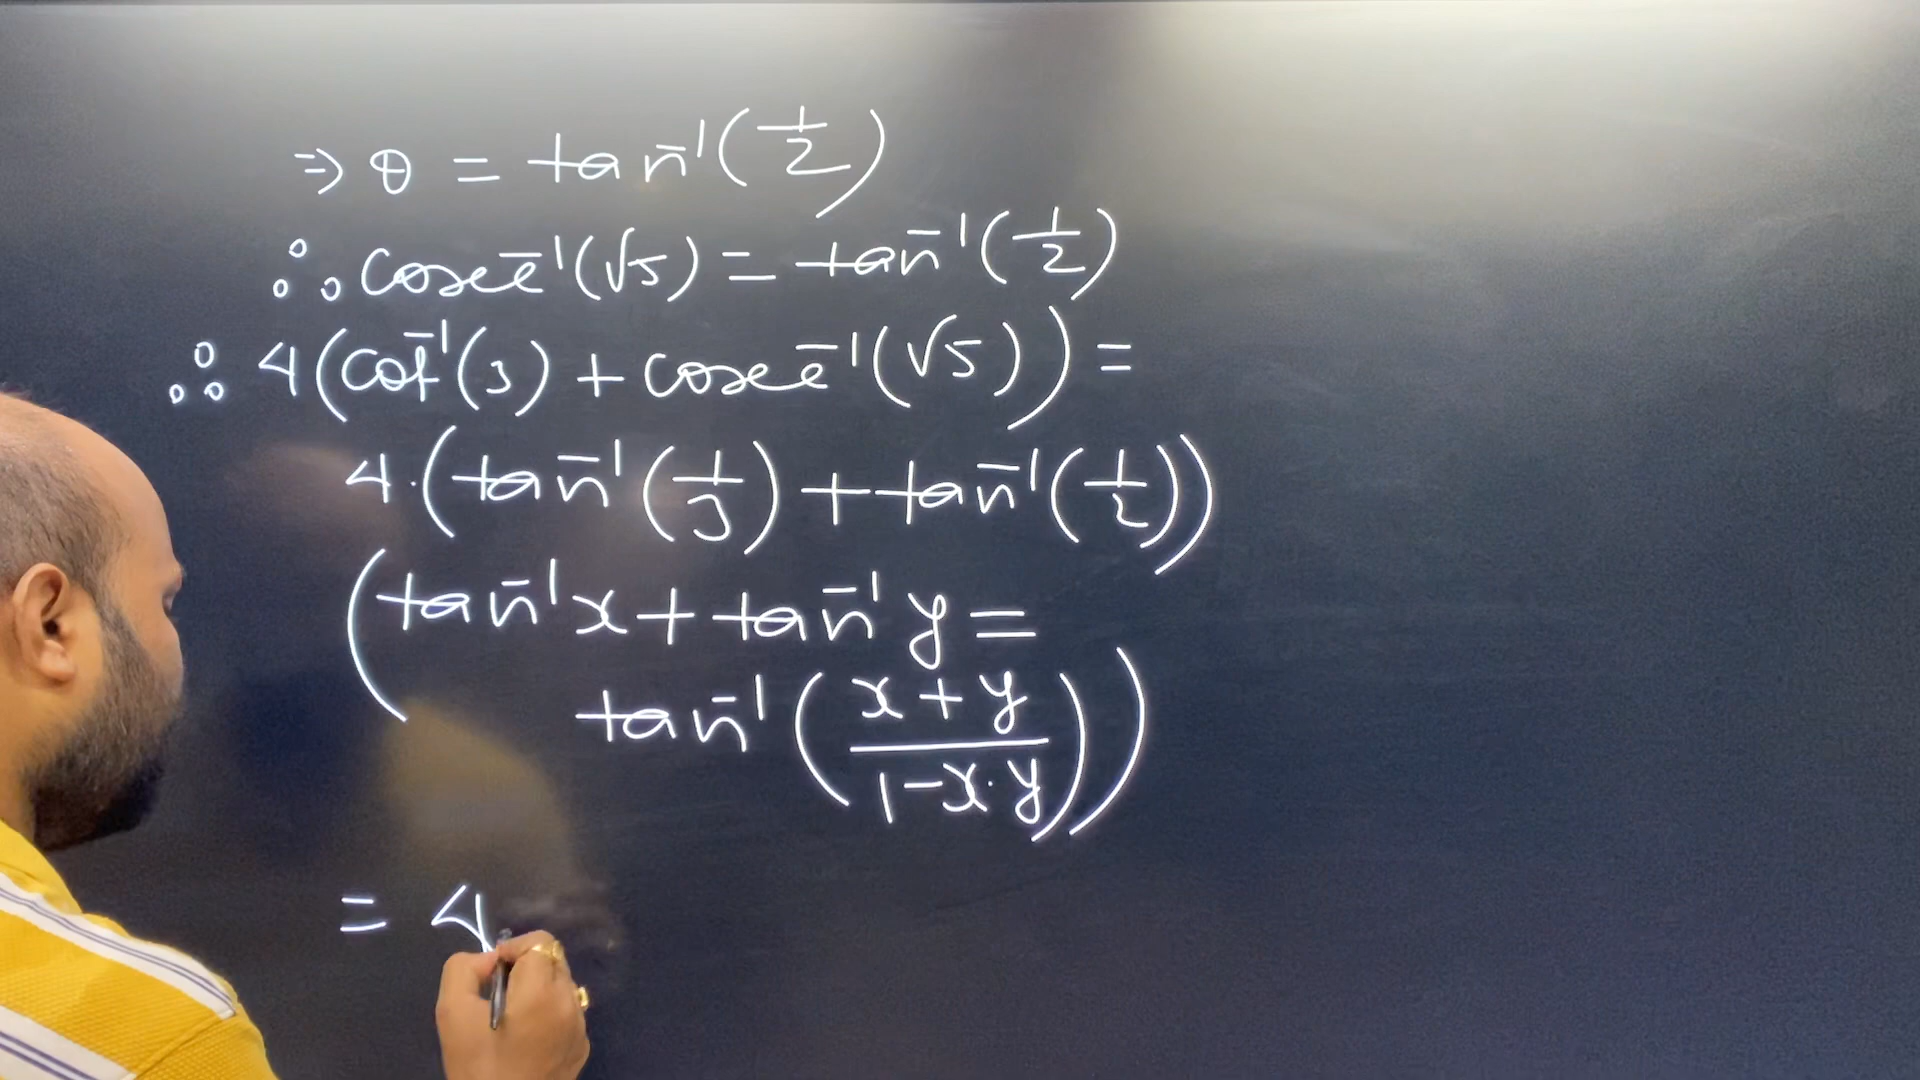 ⇒ θ = tan⁻¹(1/2)
∴ cosec⁻¹(√5) = tan⁻¹(1/2)
∴ 4(cot⁻¹(3) + cosec⁻¹(√5)) =
4·(tan⁻¹(1/3) + tan⁻¹(1/2))
(tan⁻¹x + tan⁻¹y =
tan⁻¹((x+y)/(1-x·y)))
= 4